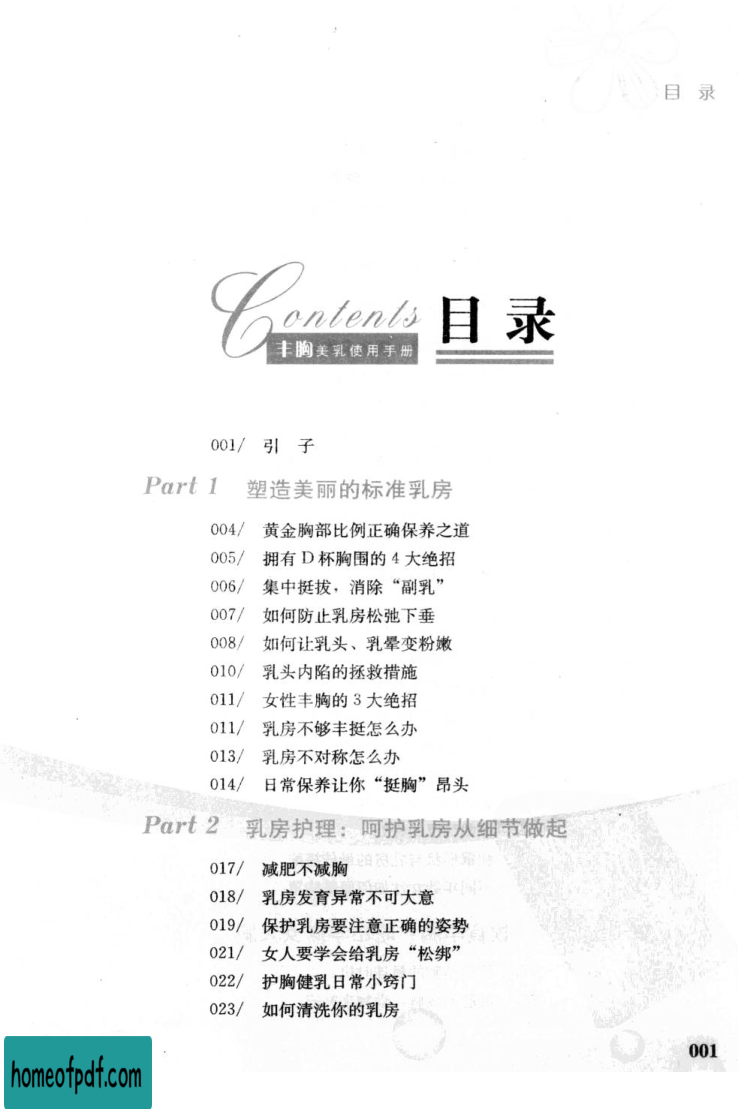 目 录
Contents 目 录
丰胸美乳使用手册
001/ 引 子
Part 1 塑造美丽的标准乳房
004/ 黄金胸部比例正确保养之道
005/ 拥有 D 杯胸围的 4 大绝招
006/ 集中挺拔，消除“副乳”
007/ 如何防止乳房松弛下垂
008/ 如何让乳头、乳晕变粉嫩
010/ 乳头内陷的拯救措施
011/ 女性丰胸的 3 大绝招
011/ 乳房不够丰挺怎么办
013/ 乳房不对称怎么办
014/ 日常保养让你“挺胸”昂头
Part 2 乳房护理：呵护乳房从细节做起
017/ 减肥不减胸
018/ 乳房发育异常不可大意
019/ 保护乳房要注意正确的姿势
021/ 女人要学会给乳房“松绑”
022/ 护胸健乳日常小窍门
023/ 如何清洗你的乳房
001
homeofpdf.com